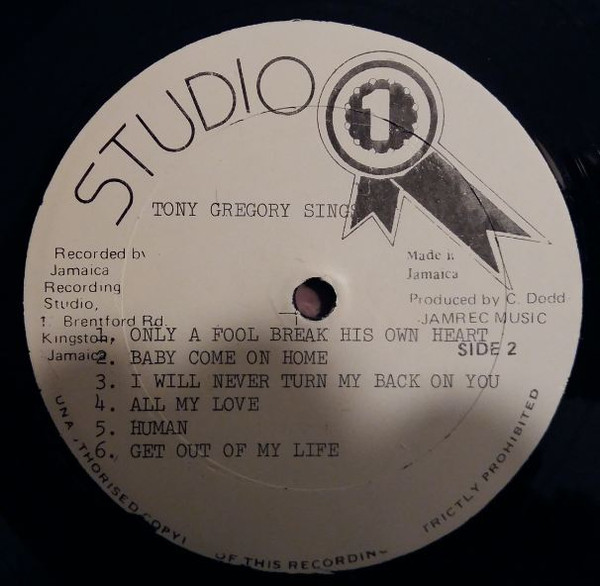 STUDIO
1
TONY GREGORY SINGS
Recorded by
Jamaica
Recording
Studio,
1 Brentford Rd.
Kingston,
Jamaica
Made in
Jamaica
Produced by C. Dodd
JAMREC MUSIC
SIDE 2
1. ONLY A FOOL BREAK HIS OWN HEART
2. BABY COME ON HOME
3. I WILL NEVER TURN MY BACK ON YOU
4. ALL MY LOVE
5. HUMAN
6. GET OUT OF MY LIFE
OF THIS RECORDING